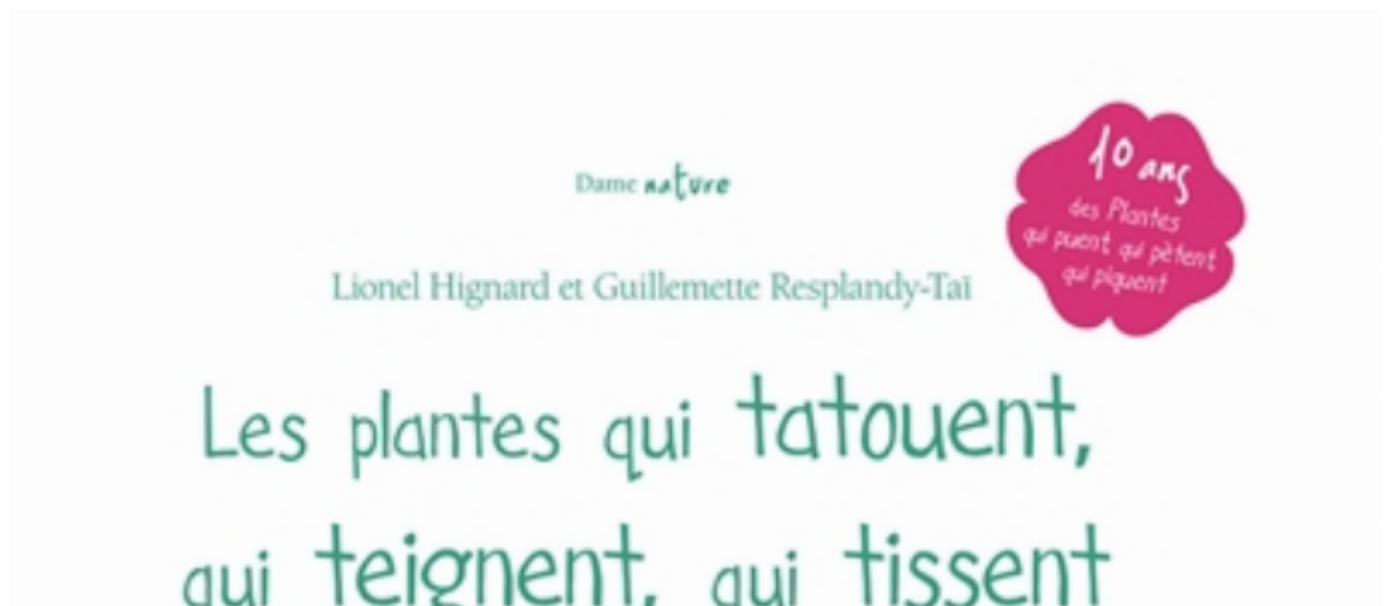 Dame nature
10 ans
des Plantes
qui puent qui pètent
qui piquent
Lionel Hignard et Guillemette Resplandy-Taï
Les plantes qui tatouent,
qui teignent, qui tissent